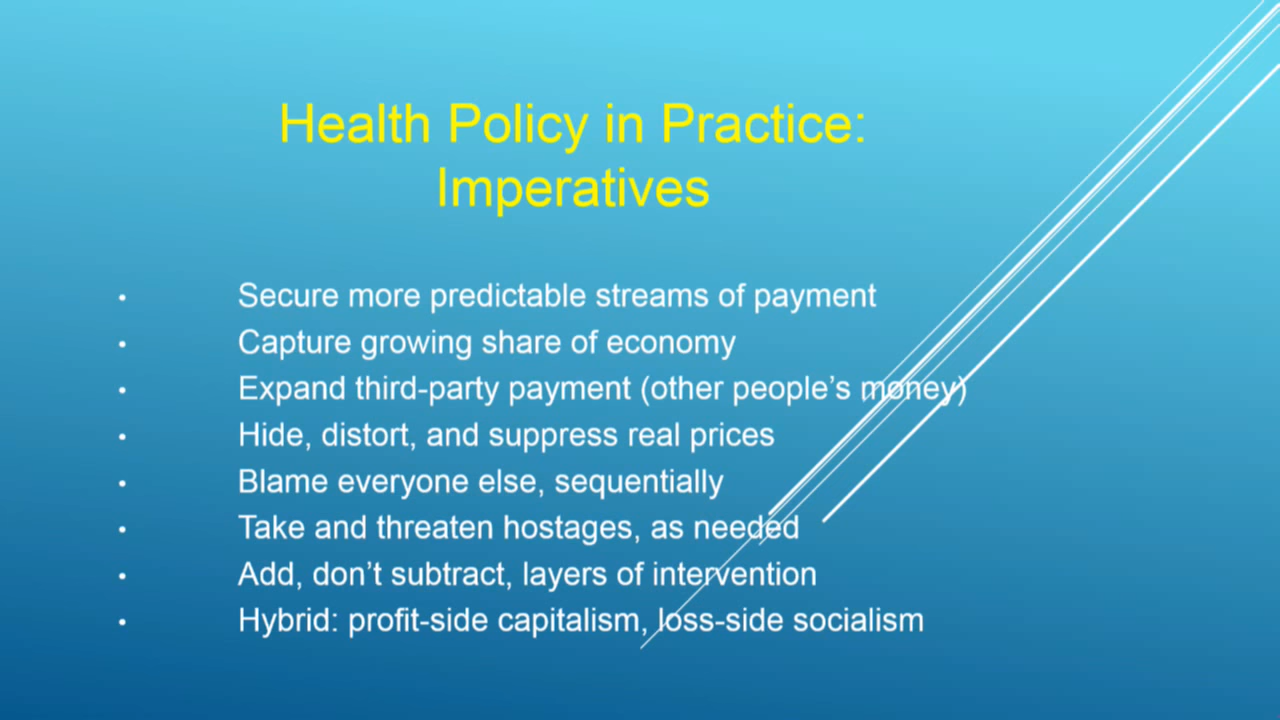 Health Policy in Practice:
Imperatives
• Secure more predictable streams of payment
• Capture growing share of economy
• Expand third-party payment (other people’s money)
• Hide, distort, and suppress real prices
• Blame everyone else, sequentially
• Take and threaten hostages, as needed
• Add, don’t subtract, layers of intervention
• Hybrid: profit-side capitalism, loss-side socialism